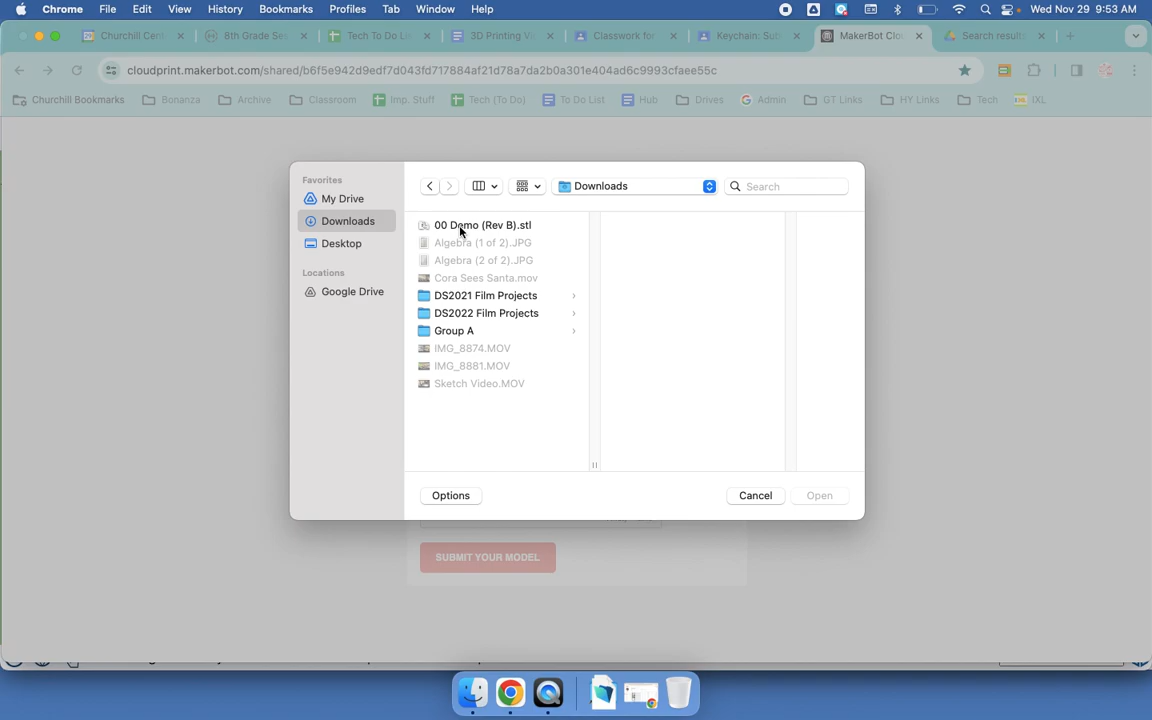 Chrome File Edit View History Bookmarks Profiles Tab Window Help Wed Nov 29 9:53 AM
Churchill Cen 8th Grade Ses Tech To Do Li 3D Printing Vi Classwork fo Keychain: Sub MakerBot Clo Search results
cloudprint.makerbot.com/shared/b6f5e942d9edf7d043fd717884af21d78a7da2b0a301e404ad6c9993cfaee55c
Churchill Bookmarks Bonanza Archive Classroom Imp. Stuff Tech (To Do) To Do List Hub Drives Admin GT Links HY Links Tech IXL
Favorites
My Drive
Downloads
Desktop
Locations
Google Drive
Downloads
Search
00 Demo (Rev B).stl
Algebra (1 of 2).JPG
Algebra (2 of 2).JPG
Cora Sees Santa.mov
DS2021 Film Projects
DS2022 Film Projects
Group A
IMG_8874.MOV
IMG_8881.MOV
Sketch Video.MOV
Options Cancel Open
SUBMIT YOUR MODEL